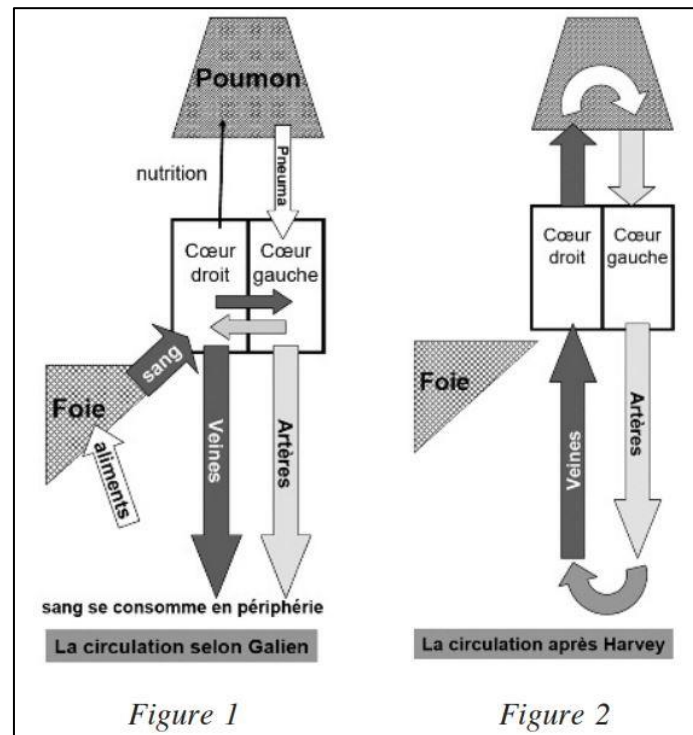 Poumon
nutrition
Pneuma
Cœur
droit
Cœur
gauche
sang
Foie
aliments
Veines
Artères
sang se consomme en périphérie
La circulation selon Galien
Figure 1
Cœur
droit
Cœur
gauche
Foie
Veines
Artères
La circulation après Harvey
Figure 2